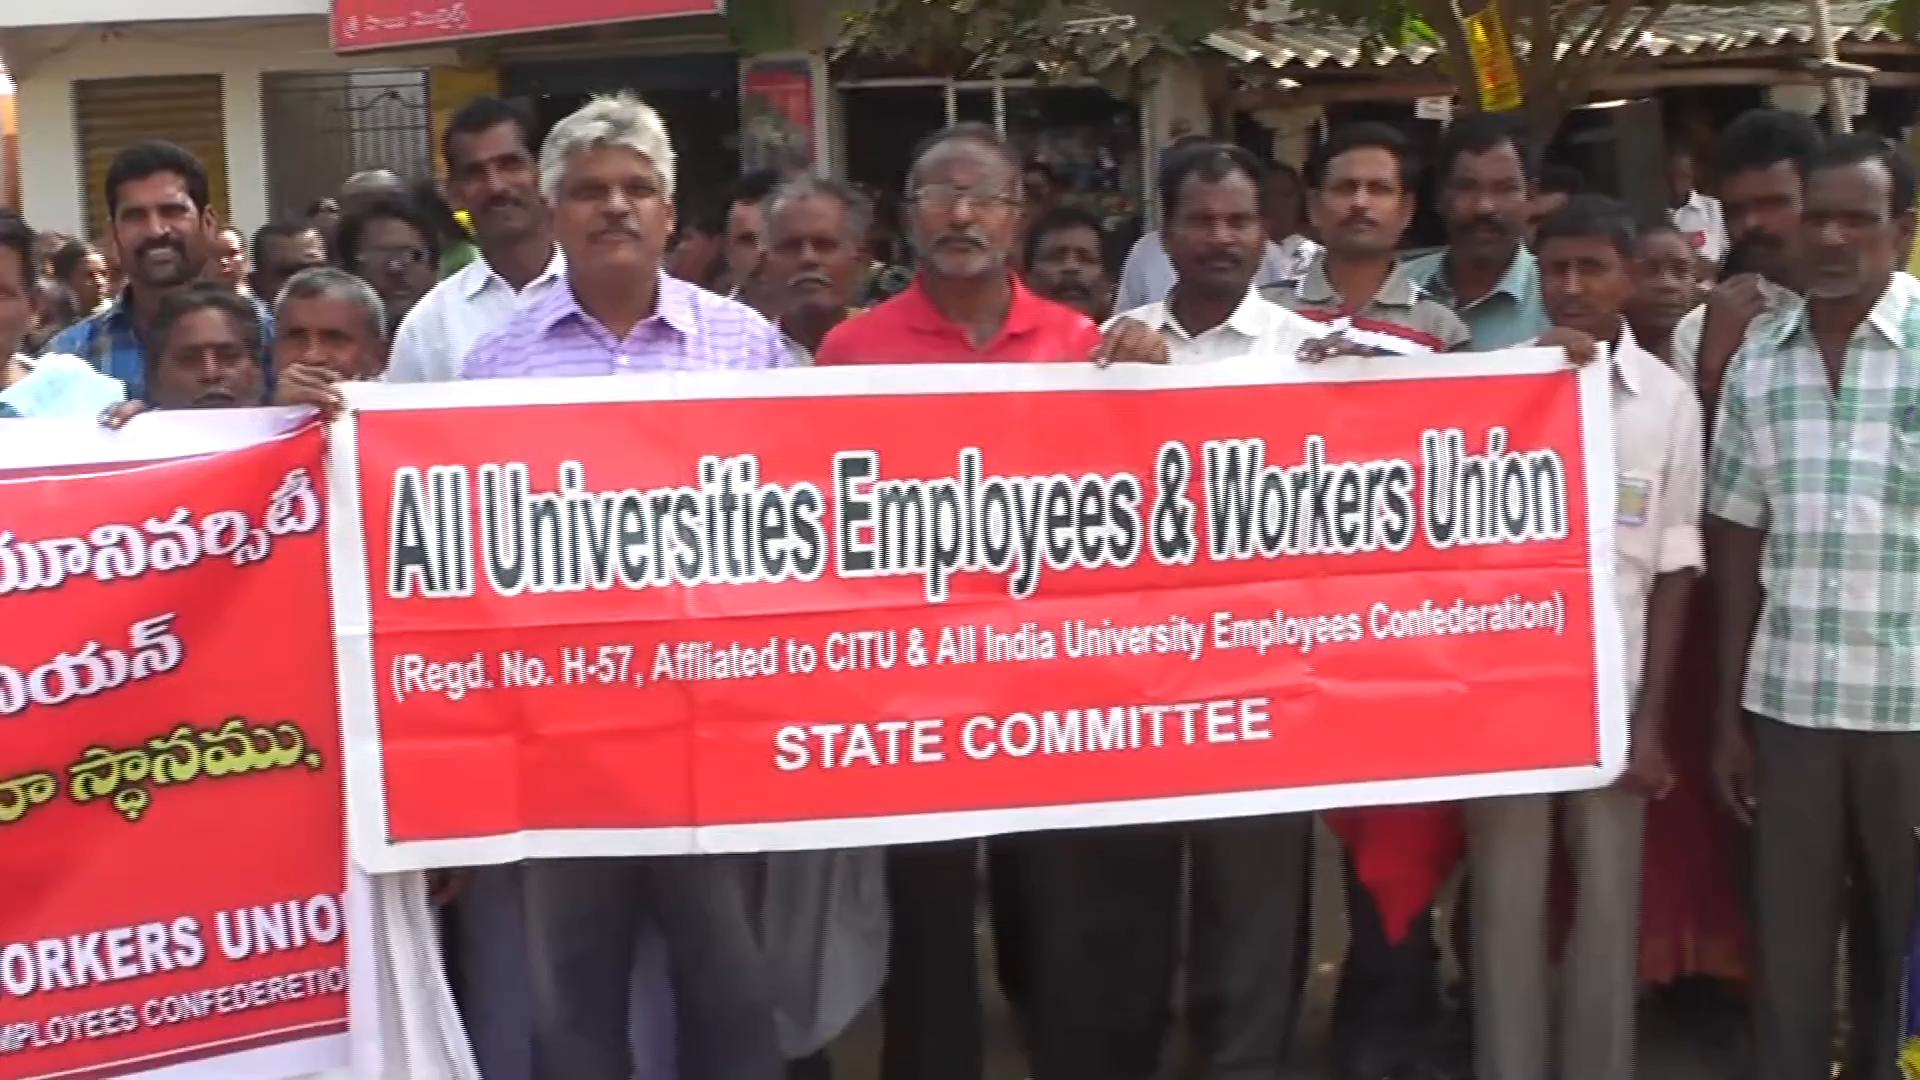 శ్రీ సాయి మొబైల్స్
All Universities Employees & Workers Union
(Regd. No. H-57, Affliated to CITU & All India University Employees Confederation)
STATE COMMITTEE
యూనివర్సిటీ
యన్
స్థానము,
ORKERS UNIO
MPLOYEES CONFEDERETIO